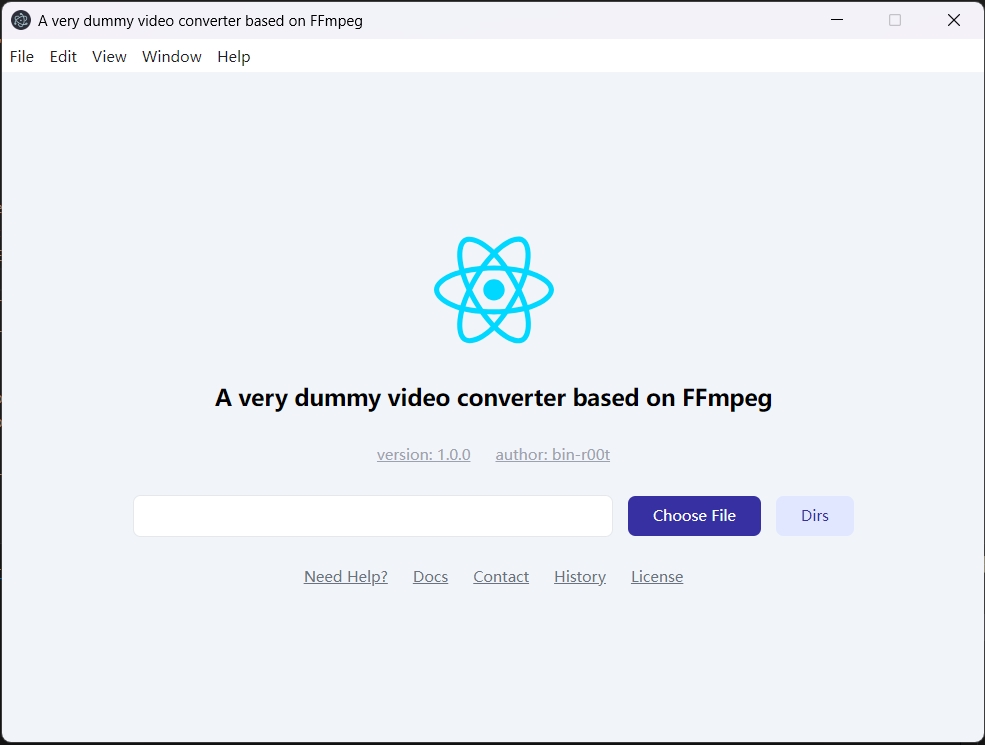 A very dummy video converter based on FFmpeg
File Edit View Window Help
A very dummy video converter based on FFmpeg
version: 1.0.0 author: bin-r00t
Choose File Dirs
Need Help? Docs Contact History License